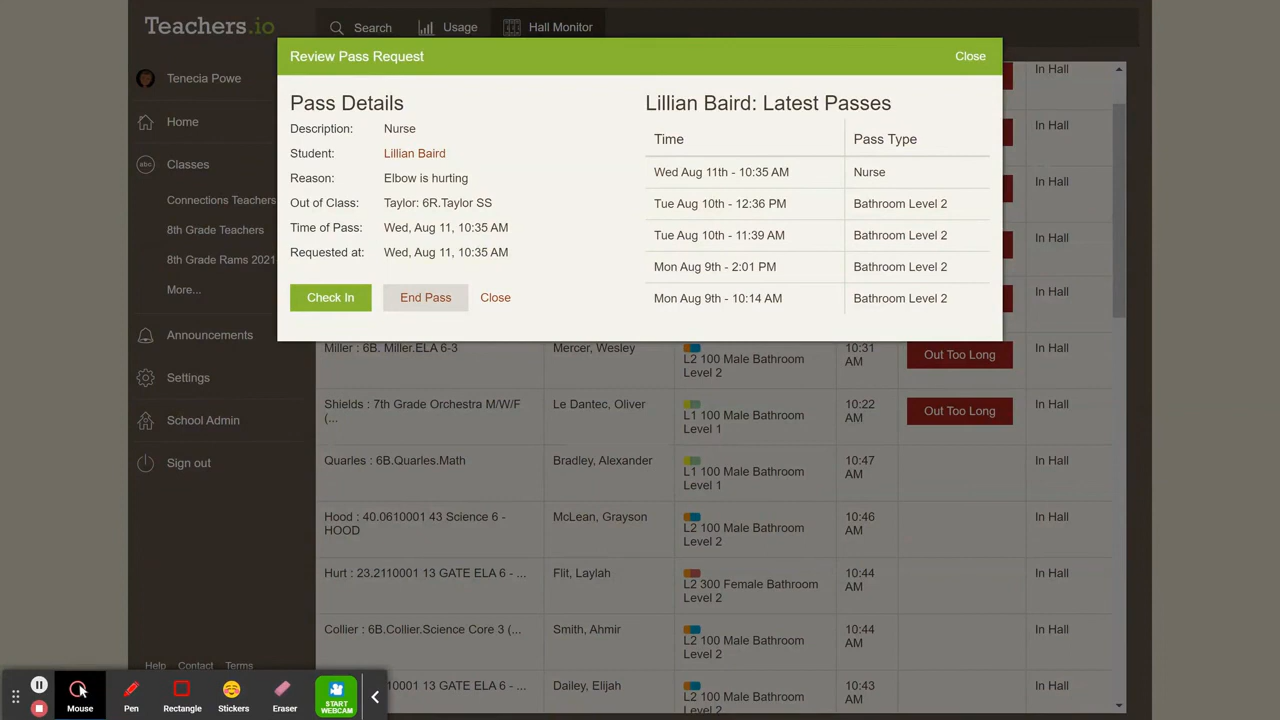 Teachers.io
Search
Usage
Hall Monitor
Review Pass Request
Close
Tenecia Powe
Home
Classes
Connections Teachers
8th Grade Teachers
8th Grade Rams 2021
More...
Announcements
Settings
School Admin
Sign out
Help Contact Terms
Pass Details
Description: Nurse
Student: Lillian Baird
Reason: Elbow is hurting
Out of Class: Taylor: 6R.Taylor SS
Time of Pass: Wed, Aug 11, 10:35 AM
Requested at: Wed, Aug 11, 10:35 AM
Check In End Pass Close
Lillian Baird: Latest Passes
Time Pass Type
Wed Aug 11th - 10:35 AM Nurse
Tue Aug 10th - 12:36 PM Bathroom Level 2
Tue Aug 10th - 11:39 AM Bathroom Level 2
Mon Aug 9th - 2:01 PM Bathroom Level 2
Mon Aug 9th - 10:14 AM Bathroom Level 2
In Hall
In Hall
In Hall
In Hall
In Hall
Miller : 6B. Miller.ELA 6-3 Mercer, Wesley L2 100 Male Bathroom Level 2 10:31 AM Out Too Long In Hall
Shields : 7th Grade Orchestra M/W/F (... Le Dantec, Oliver L1 100 Male Bathroom Level 1 10:22 AM Out Too Long In Hall
Quarles : 6B.Quarles.Math Bradley, Alexander L1 100 Male Bathroom Level 1 10:47 AM In Hall
Hood : 40.0610001 43 Science 6 - HOOD McLean, Grayson L2 100 Male Bathroom Level 2 10:46 AM In Hall
Hurt : 23.2110001 13 GATE ELA 6 - ... Flit, Laylah L2 300 Female Bathroom Level 2 10:44 AM In Hall
Collier : 6B.Collier.Science Core 3 (... Smith, Ahmir L2 100 Male Bathroom Level 2 10:44 AM In Hall
10001 13 GATE ELA 6 - ... Dailey, Elijah L2 100 Male Bathroom 10:43 AM In Hall
abc
Mouse
Pen
Rectangle
Stickers
Eraser
START
WEBCAM